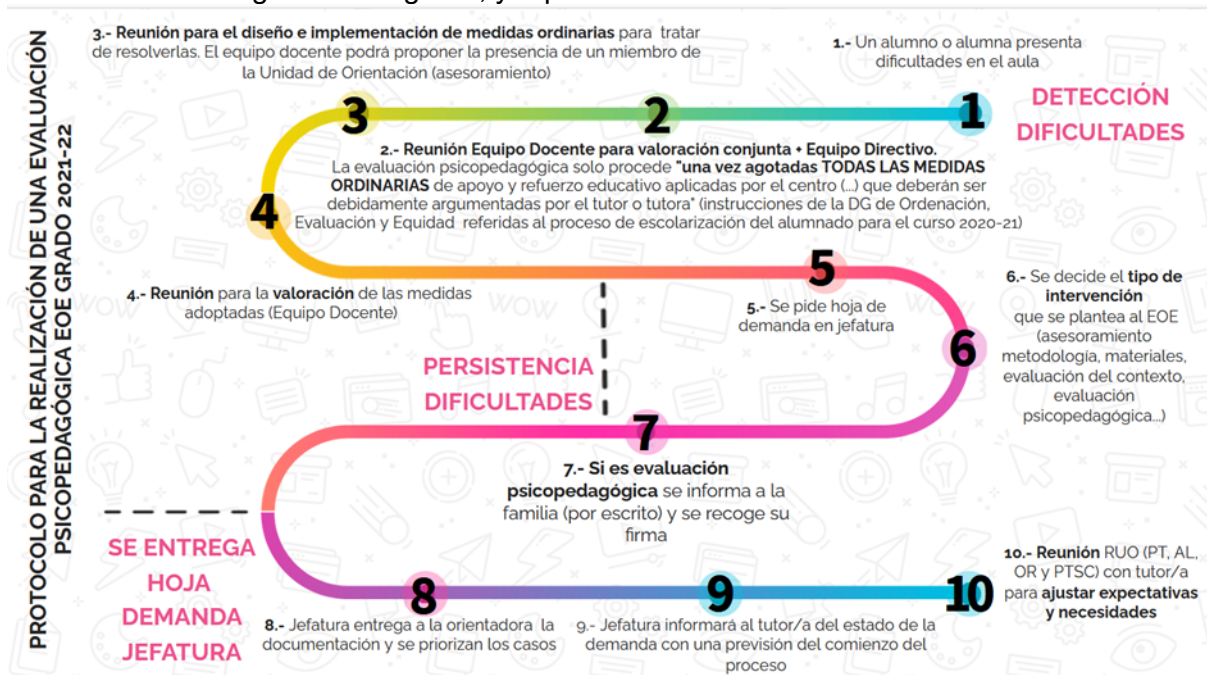 PROTOCOLO PARA LA REALIZACIÓN DE UNA EVALUACIÓN
PSICOPEDAGÓGICA EOE GRADO 2021-22
3.- Reunión para el diseño e implementación de medidas ordinarias para tratar
de resolverlas. El equipo docente podrá proponer la presencia de un miembro de
la Unidad de Orientación (asesoramiento)
1.- Un alumno o alumna presenta
dificultades en el aula
DETECCIÓN
DIFICULTADES
3
2
1
2.- Reunión Equipo Docente para valoración conjunta + Equipo Directivo.
La evaluación psicopedagógica solo procede "una vez agotadas TODAS LAS MEDIDAS
ORDINARIAS de apoyo y refuerzo educativo aplicadas por el centro (...) que deberán ser
debidamente argumentadas por el tutor o tutora" (instrucciones de la DG de Ordenación,
Evaluación y Equidad referidas al proceso de escolarización del alumnado para el curso 2020-21)
4
5
4.- Reunión para la valoración de las medidas
adoptadas (Equipo Docente)
5.- Se pide hoja de
demanda en jefatura
6.- Se decide el tipo de
intervención
que se plantea al EOE
(asesoramiento
metodología, materiales,
evaluación del contexto,
evaluación
psicopedagógica...)
6
PERSISTENCIA
DIFICULTADES
7
7.- Si es evaluación
psicopedagógica se informa a la
familia (por escrito) y se recoge su
firma
SE ENTREGA
HOJA
DEMANDA
JEFATURA
8
9
10
8.- Jefatura entrega a la orientadora la
documentación y se priorizan los casos
9.- Jefatura informará al tutor/a del estado de la
demanda con una previsión del comienzo del
proceso
10.- Reunión RUO (PT, AL,
OR y PTSC) con tutor/a
para ajustar expectativas
y necesidades